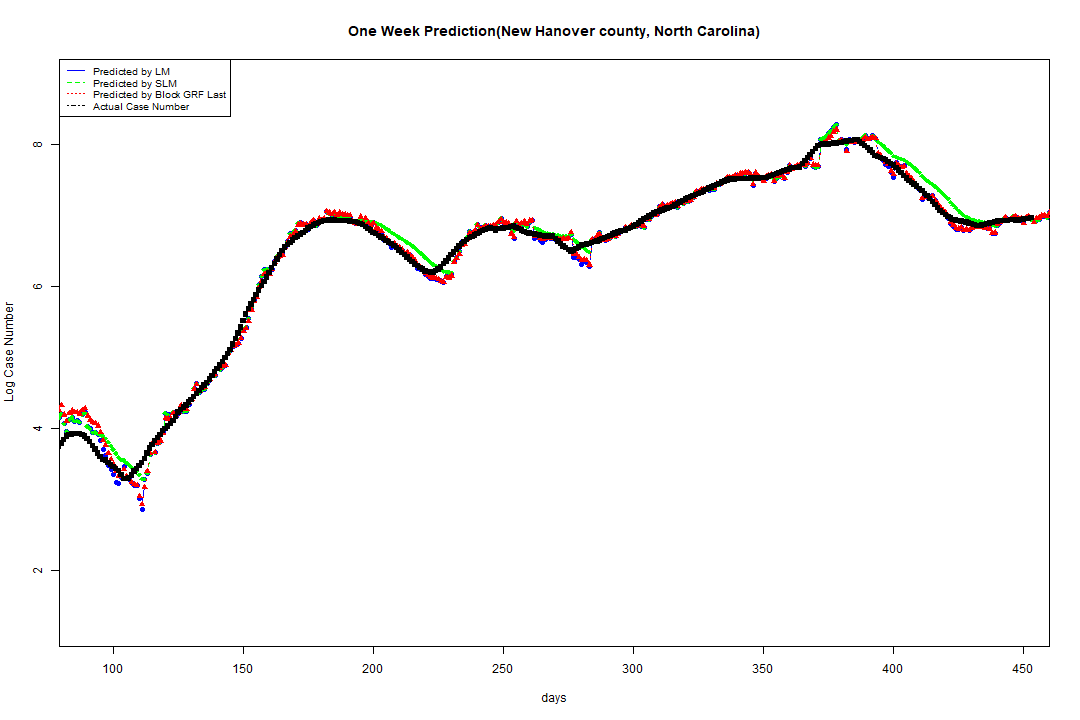 One Week Prediction(New Hanover county, North Carolina)
Predicted by LM
Predicted by SLM
Predicted by Block GRF Last
Actual Case Number
8
6
4
2
Log Case Number
100 150 200 250 300 350 400 450
days